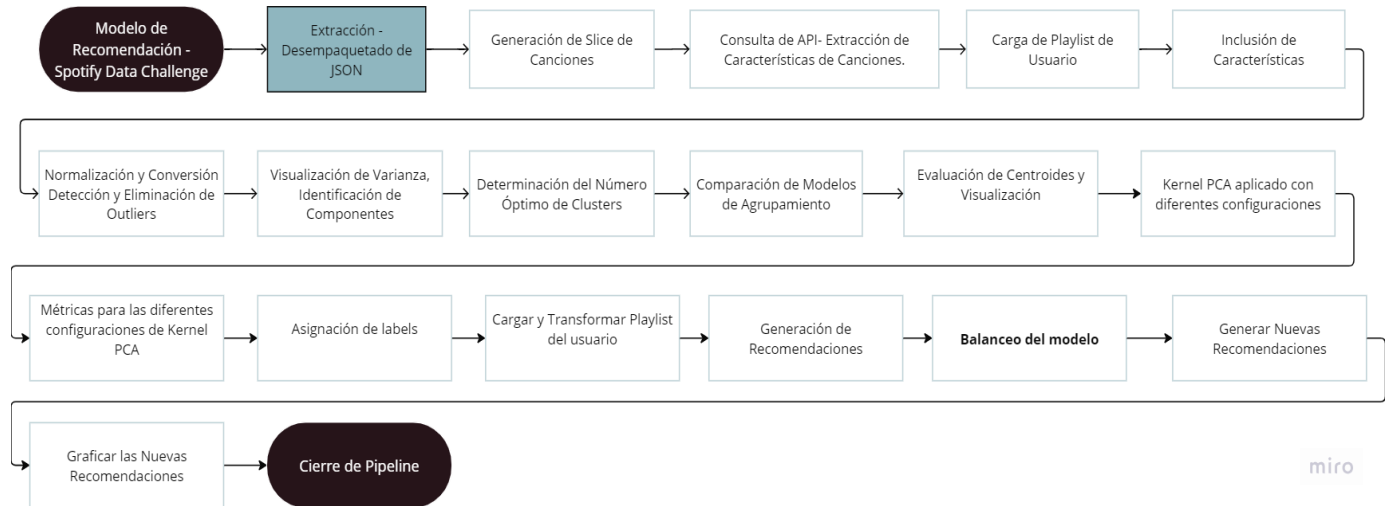 Modelo de
Recomendación -
Spotify Data Challenge
Extracción -
Desempaquetado de
JSON
Generación de Slice de
Canciones
Consulta de API- Extracción de
Características de Canciones.
Carga de Playlist de
Usuario
Inclusión de
Características
Normalización y Conversión
Detección y Eliminación de
Outliers
Visualización de Varianza,
Identificación de
Componentes
Determinación del Número
Óptimo de Clusters
Comparación de Modelos
de Agrupamiento
Evaluación de Centroides y
Visualización
Kernel PCA aplicado con
diferentes configuraciones
Métricas para las diferentes
configuraciones de Kernel
PCA
Asignación de labels
Cargar y Transformar Playlist
del usuario
Generación de
Recomendaciones
Balanceo del modelo
Generar Nuevas
Recomendaciones
Graficar las Nuevas
Recomendaciones
Cierre de Pipeline
miro